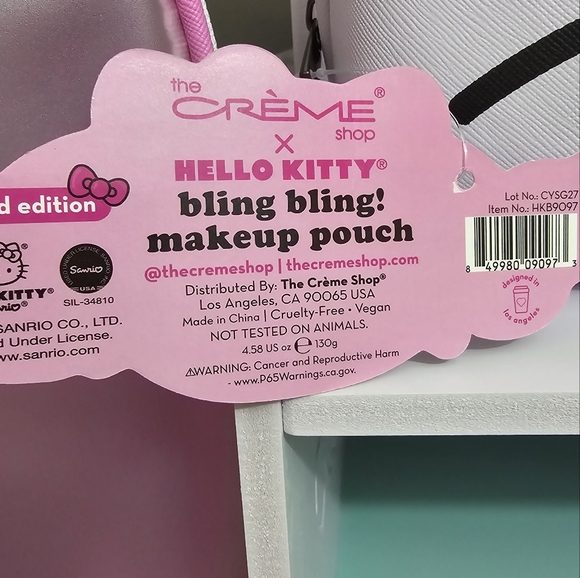 the
CRÈME®
shop
X
HELLO KITTY®
bling bling!
makeup pouch
@thecremeshop | thecremeshop.com
Distributed By: The Crème Shop®
Los Angeles, CA 90065 USA
Made in China | Cruelty-Free • Vegan
NOT TESTED ON ANIMALS.
4.58 US oz ℮ 130g
⚠WARNING: Cancer and Reproductive Harm
- www.P65Warnings.ca.gov.
d edition
®
KITTY®
Sanrio
USA
SIL-34810
SANRIO CO., LTD.
d Under License.
w.sanrio.com
Lot No.: CYSG27
Item No.: HKB9097
8 49980 09097 3
designed in
los angeles